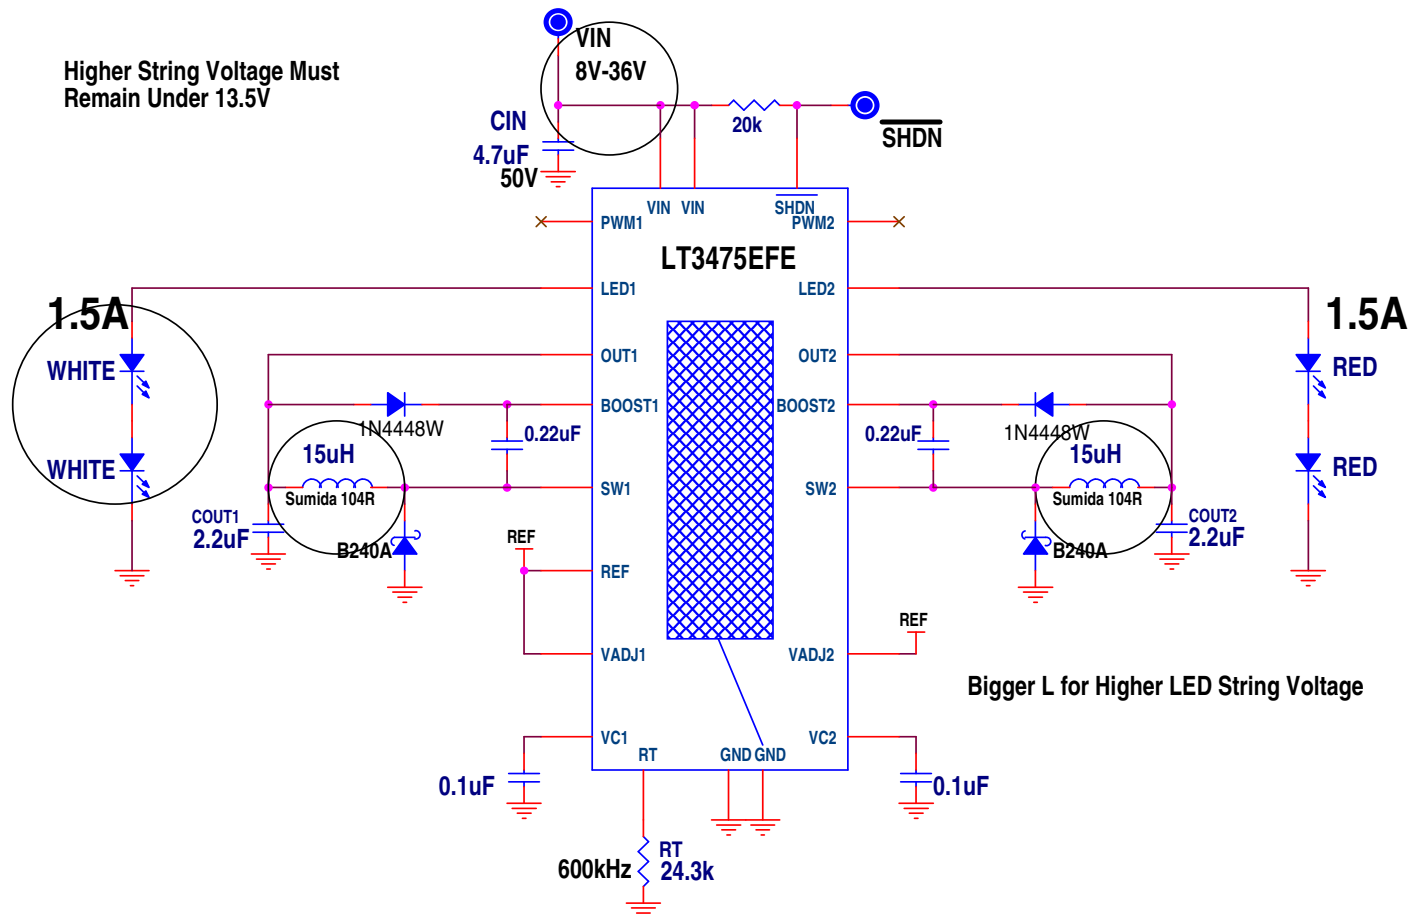 Higher String Voltage Must
Remain Under 13.5V
VIN
8V-36V
CIN
4.7uF
50V
20k
SHDN
VIN VIN SHDN
PWM1 PWM2
LT3475EFE
LED1 LED2
1.5A 1.5A
OUT1 OUT2
WHITE RED
BOOST1 BOOST2
1N4448W 0.22uF 0.22uF 1N4448W
15uH 15uH
WHITE RED
Sumida 104R SW1 SW2 Sumida 104R
COUT1 COUT2
2.2uF 2.2uF
B240A REF B240A
REF
REF
VADJ1 VADJ2
Bigger L for Higher LED String Voltage
VC1 VC2
RT GND GND
0.1uF 0.1uF
RT
600kHz 24.3k